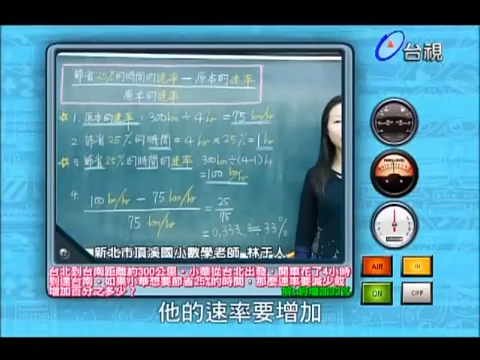 台視
節省25%的時間的速率 - 原本的速率
原本的速率
☆1. 原本的速率: 300km ÷ 4hr = 75 km/hr
2. 節省25%的時間 = 4hr × 25% = 1hr
☆3. 節省25%的時間的速率 300km ÷ (4-1)hr
= 100 km/hr
4. 100 km/hr - 75 km/hr
75 km/hr
= 25
75
= 0.333 ≒ 33%
新北市頂溪國小數學老師 林于人
台北到台南距離約300公里,小華從台北出發,開車花了4小時
到達台南,如果小華想要節省25%的時間,那麼速率要減少或
增加百分之多少?
AIR
IN
ON
OFF
他的速率要增加